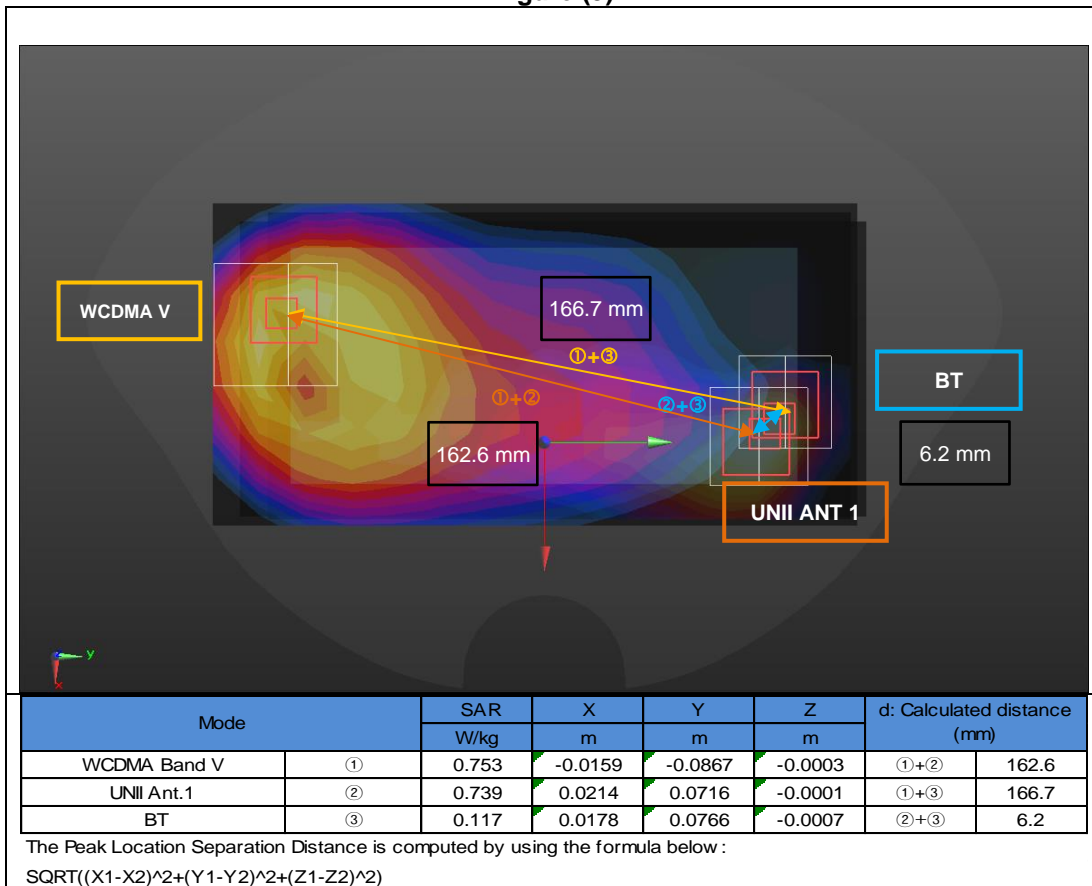 WCDMA V
166.7 mm
①+③
BT
①+②
②+③
162.6 mm
6.2 mm
UNII ANT 1
y
x
Mode SAR X Y Z d: Calculated distance (mm)
W/kg m m m
WCDMA Band V ① 0.753 -0.0159 -0.0867 -0.0003 ①+② 162.6
UNII Ant.1 ② 0.739 0.0214 0.0716 -0.0001 ①+③ 166.7
BT ③ 0.117 0.0178 0.0766 -0.0007 ②+③ 6.2
The Peak Location Separation Distance is computed by using the formula below :
SQRT((X1-X2)^2+(Y1-Y2)^2+(Z1-Z2)^2)